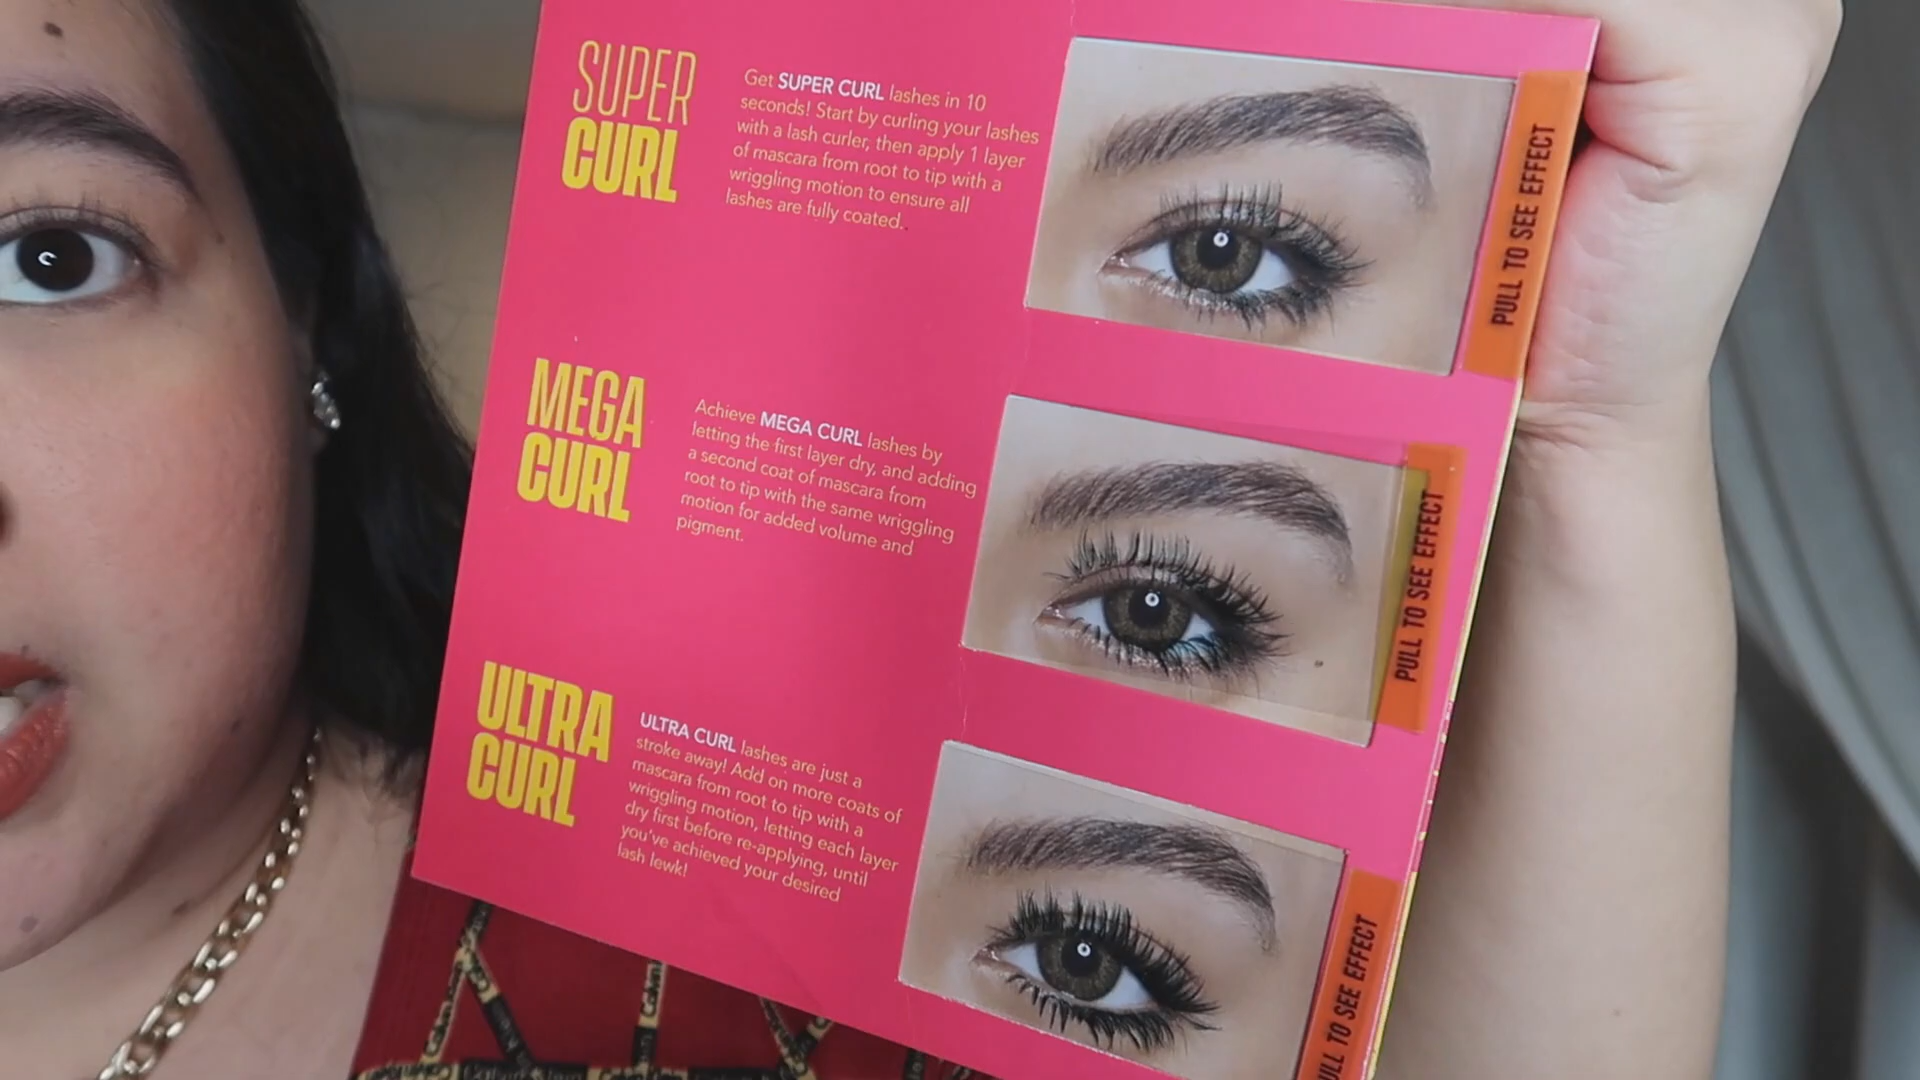 SUPER
CURL
Get SUPER CURL lashes in 10
seconds! Start by curling your lashes
with a lash curler, then apply 1 layer
of mascara from root to tip with a
wriggling motion to ensure all
lashes are fully coated..
PULL TO SEE EFFECT
MEGA
CURL
Achieve MEGA CURL lashes by
letting the first layer dry, and adding
a second coat of mascara from
root to tip with the same wriggling
motion for added volume and
pigment.
PULL TO SEE EFFECT
ULTRA
CURL
ULTRA CURL lashes are just a
stroke away! Add on more coats of
mascara from root to tip with a
wriggling motion, letting each layer
dry first before re-applying, until
you've achieved your desired
lash lewk!
PULL TO SEE EFFECT
Calvin